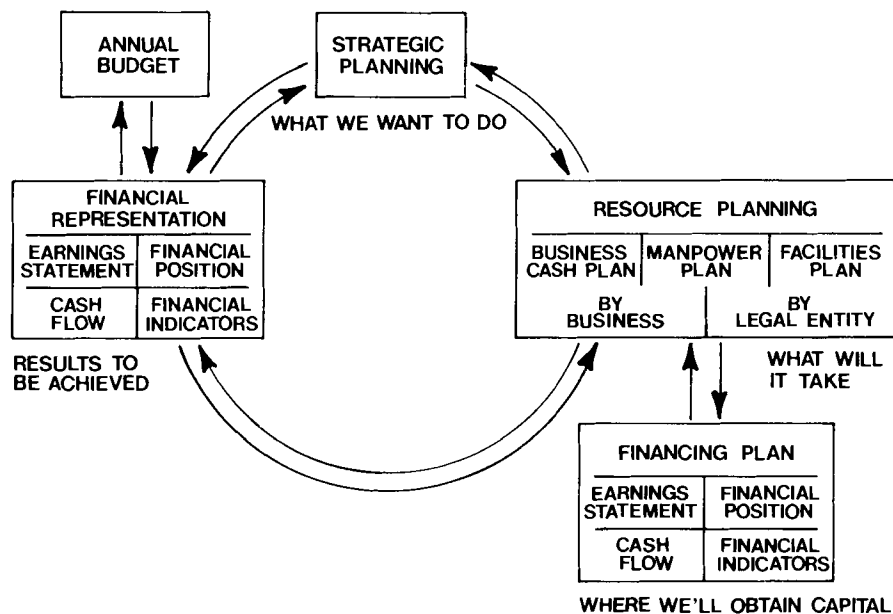 ANNUAL
BUDGET
STRATEGIC
PLANNING
WHAT WE WANT TO DO
FINANCIAL
REPRESENTATION
EARNINGS
STATEMENT
FINANCIAL
POSITION
CASH
FLOW
FINANCIAL
INDICATORS
RESULTS TO
BE ACHIEVED
RESOURCE PLANNING
BUSINESS
CASH PLAN
MANPOWER
PLAN
FACILITIES
PLAN
BY
BUSINESS
BY
LEGAL ENTITY
WHAT WILL
IT TAKE
FINANCING PLAN
EARNINGS
STATEMENT
FINANCIAL
POSITION
CASH
FLOW
FINANCIAL
INDICATORS
WHERE WE'LL OBTAIN CAPITAL